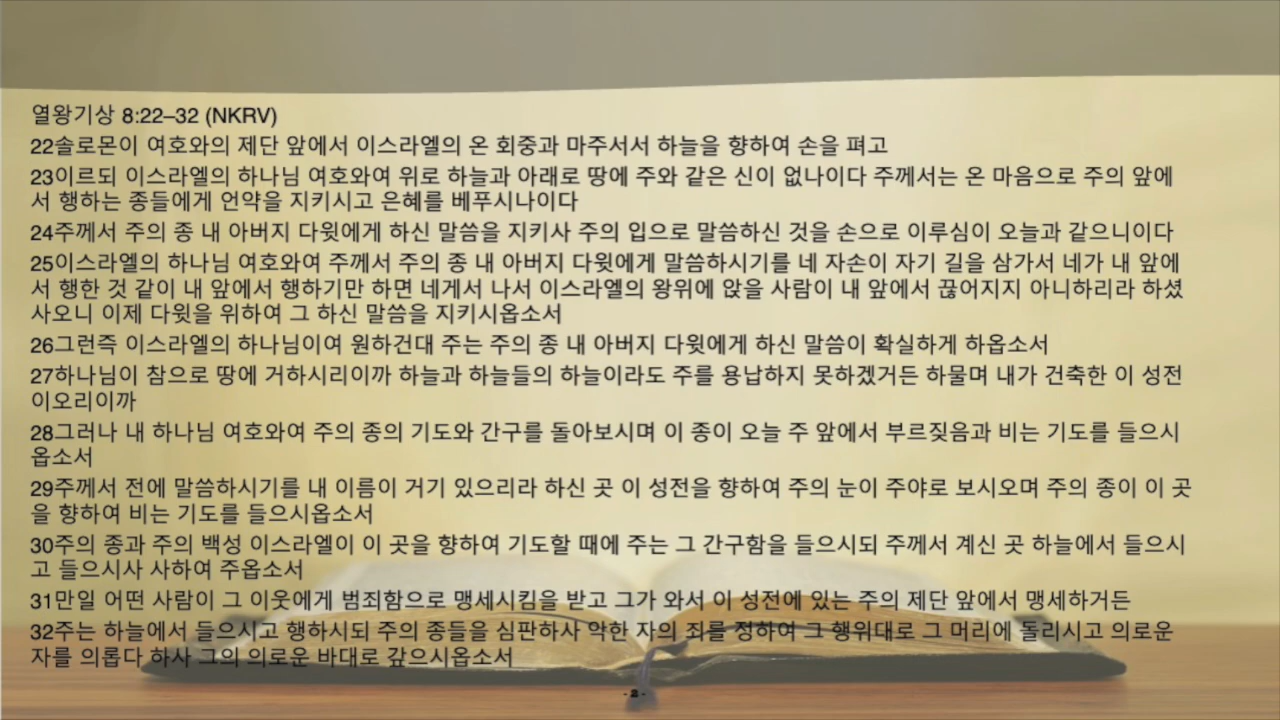 열왕기상 8:22–32 (NKRV)
22솔로몬이 여호와의 제단 앞에서 이스라엘의 온 회중과 마주서서 하늘을 향하여 손을 펴고
23이르되 이스라엘의 하나님 여호와여 위로 하늘과 아래로 땅에 주와 같은 신이 없나이다 주께서는 온 마음으로 주의 앞에
서 행하는 종들에게 언약을 지키시고 은혜를 베푸시나이다
24주께서 주의 종 내 아버지 다윗에게 하신 말씀을 지키사 주의 입으로 말씀하신 것을 손으로 이루심이 오늘과 같으니이다
25이스라엘의 하나님 여호와여 주께서 주의 종 내 아버지 다윗에게 말씀하시기를 네 자손이 자기 길을 삼가서 네가 내 앞에
서 행한 것 같이 내 앞에서 행하기만 하면 네게서 나서 이스라엘의 왕위에 앉을 사람이 내 앞에서 끊어지지 아니하리라 하셨
사오니 이제 다윗을 위하여 그 하신 말씀을 지키시옵소서
26그런즉 이스라엘의 하나님이여 원하건대 주는 주의 종 내 아버지 다윗에게 하신 말씀이 확실하게 하옵소서
27하나님이 참으로 땅에 거하시리이까 하늘과 하늘들의 하늘이라도 주를 용납하지 못하겠거든 하물며 내가 건축한 이 성전
이오리이까
28그러나 내 하나님 여호와여 주의 종의 기도와 간구를 돌아보시며 이 종이 오늘 주 앞에서 부르짖음과 비는 기도를 들으시
옵소서
29주께서 전에 말씀하시기를 내 이름이 거기 있으리라 하신 곳 이 성전을 향하여 주의 눈이 주야로 보시오며 주의 종이 이 곳
을 향하여 비는 기도를 들으시옵소서
30주의 종과 주의 백성 이스라엘이 이 곳을 향하여 기도할 때에 주는 그 간구함을 들으시되 주께서 계신 곳 하늘에서 들으시
고 들으시사 사하여 주옵소서
31만일 어떤 사람이 그 이웃에게 범죄함으로 맹세시킴을 받고 그가 와서 이 성전에 있는 주의 제단 앞에서 맹세하거든
32주는 하늘에서 들으시고 행하시되 주의 종들을 심판하사 악한 자의 죄를 정하여 그 행위대로 그 머리에 돌리시고 의로운
자를 의롭다 하사 그의 의로운 바대로 갚으시옵소서
- 2 -